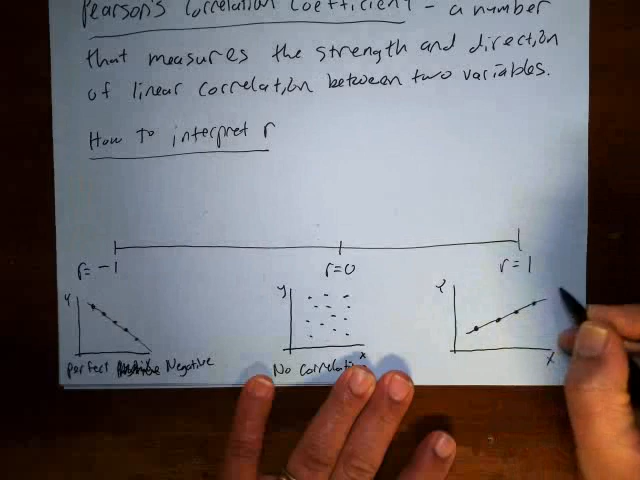 Pearson's Correlation Coefficient - a number
that measures the strength and direction
of linear correlation between two variables.
How to interpret r
r=-1
r=0
r=1
y
y
y
x
x
Perfect Negative
No Correlation